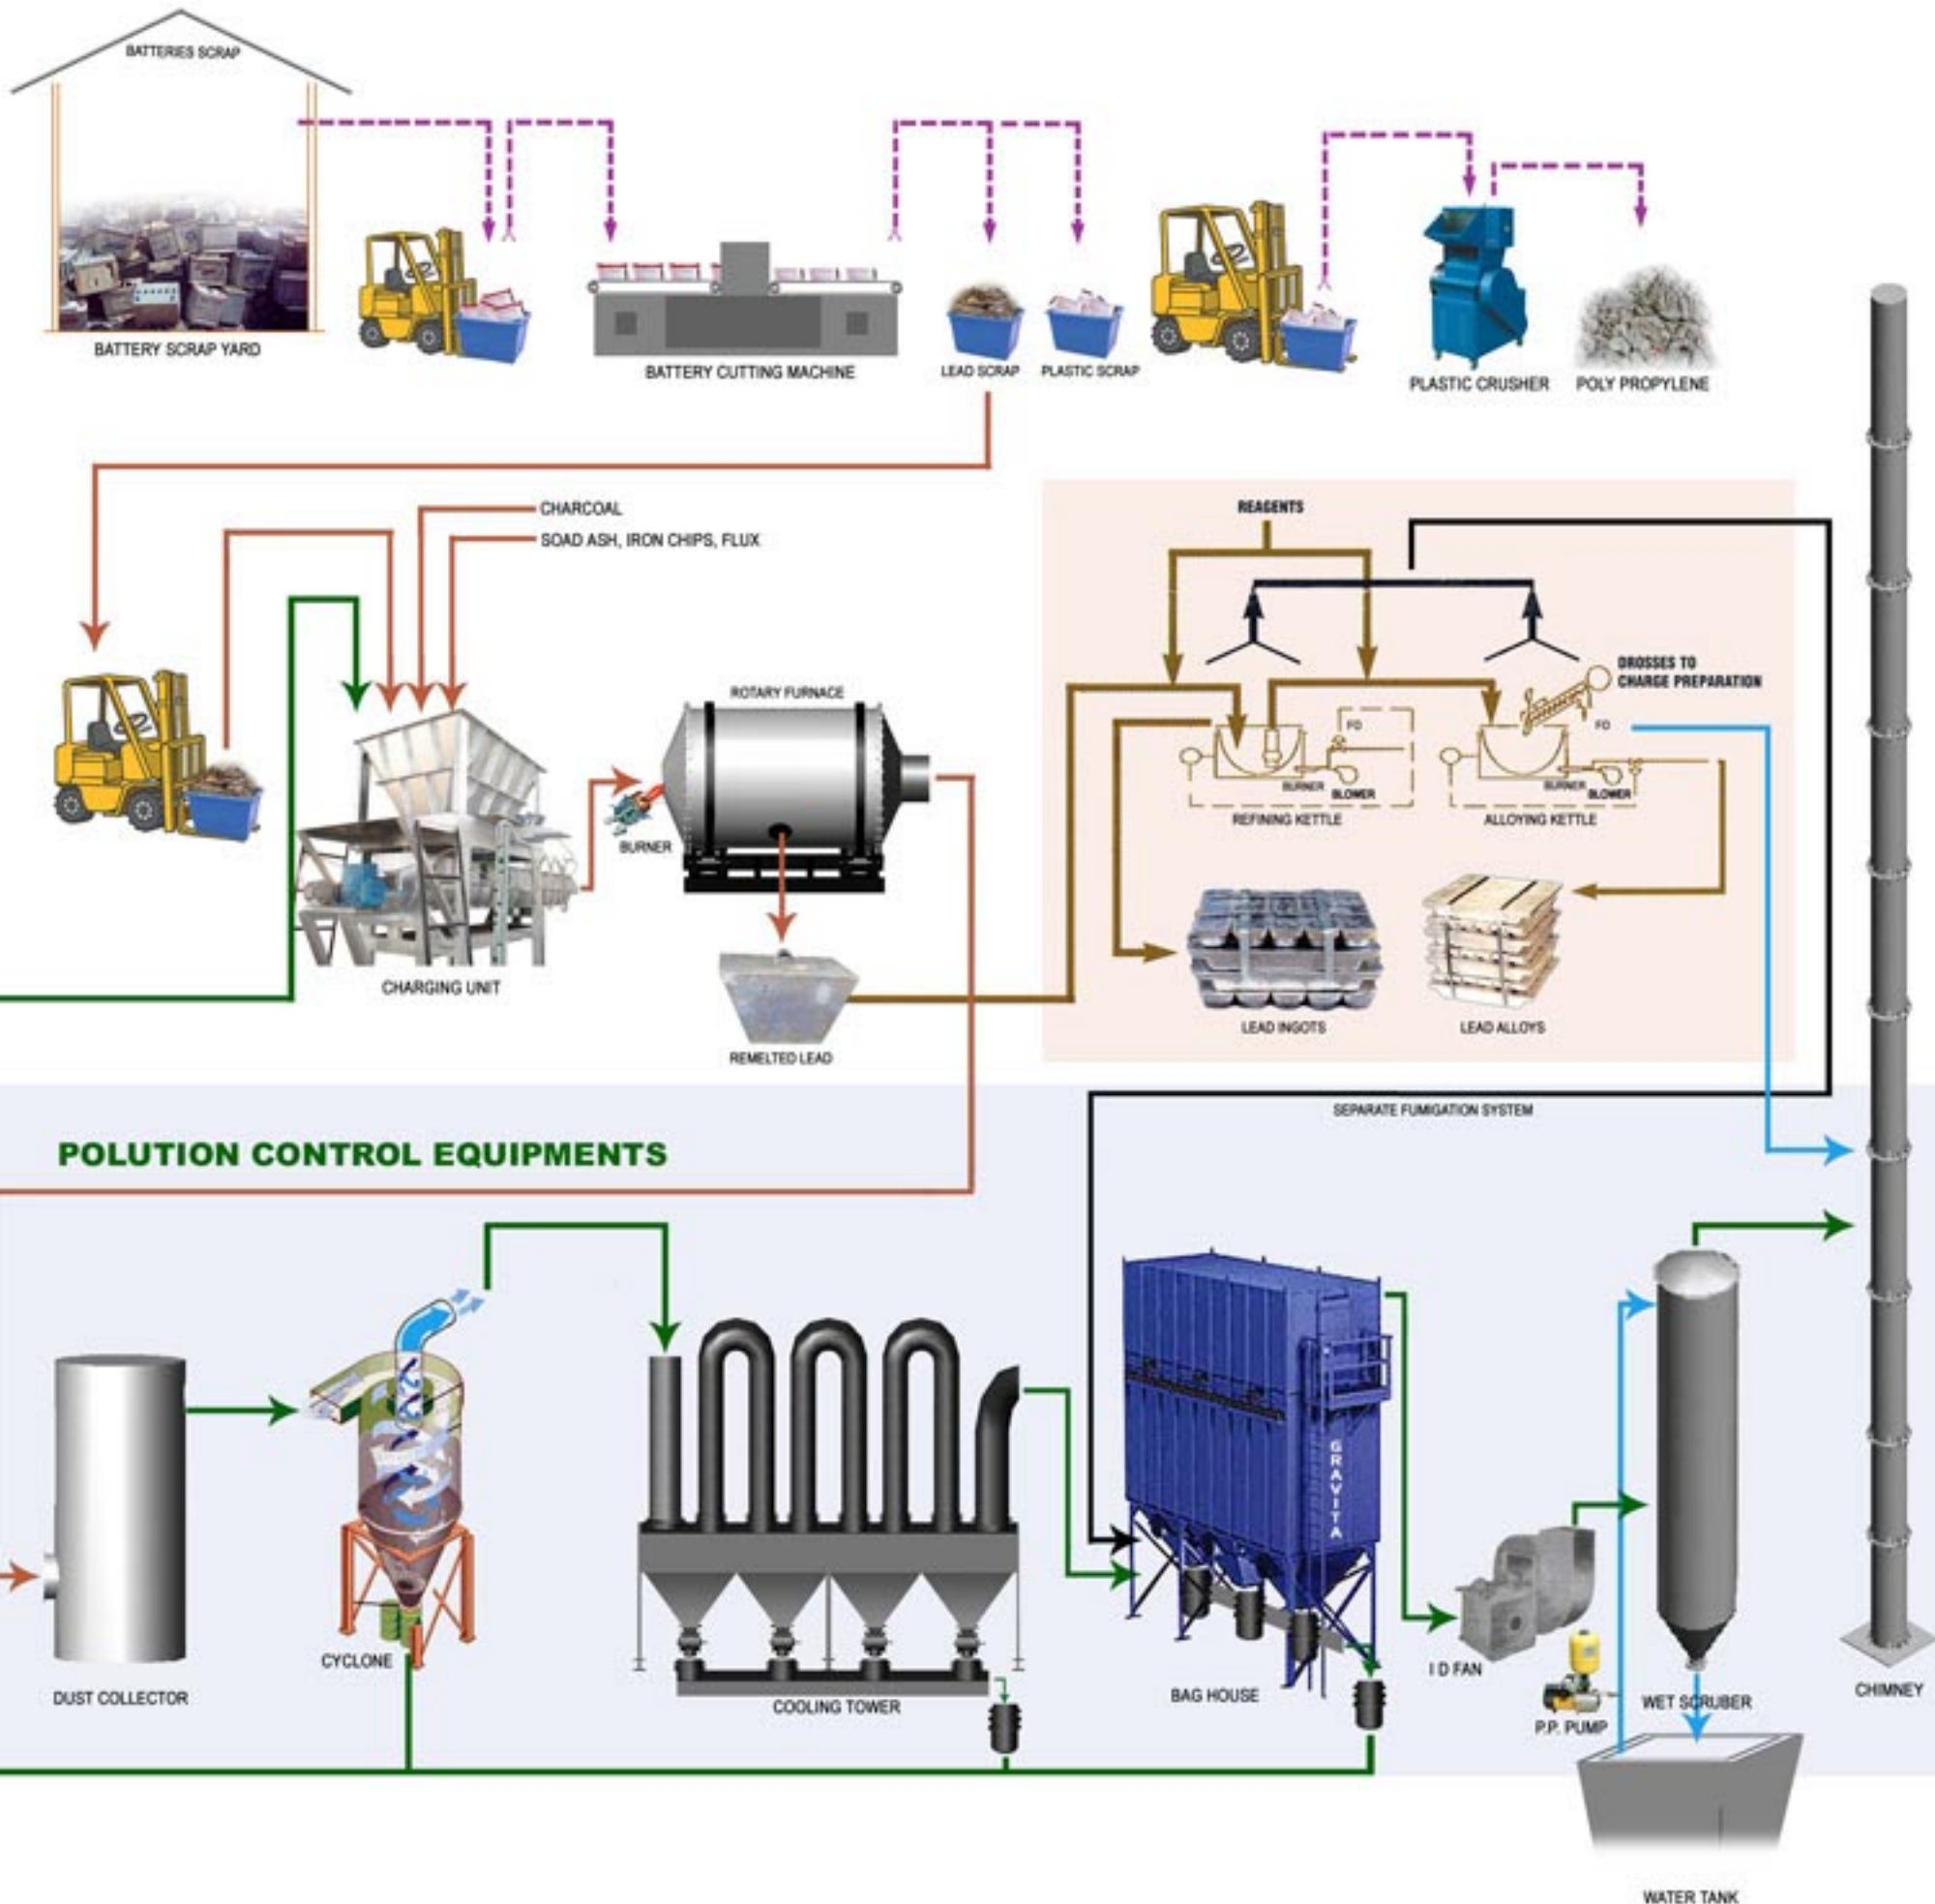 BATTERIES SCRAP
BATTERY SCRAP YARD
BATTERY CUTTING MACHINE
LEAD SCRAP
PLASTIC SCRAP
PLASTIC CRUSHER
POLY PROPYLENE
CHARCOAL
SOAD ASH, IRON CHIPS, FLUX
REAGENTS
DROSSES TO
CHARGE PREPARATION
ROTARY FURNACE
FO
FO
BURNER
BLOWER
BURNER
BLOWER
REFINING KETTLE
ALLOYING KETTLE
BURNER
CHARGING UNIT
LEAD INGOTS
LEAD ALLOYS
REMELTED LEAD
SEPARATE FUMIGATION SYSTEM
POLUTION CONTROL EQUIPMENTS
GRAVITA
CYCLONE
DUST COLLECTOR
COOLING TOWER
BAG HOUSE
I D FAN
P.P. PUMP
WET SCRUBER
CHIMNEY
WATER TANK